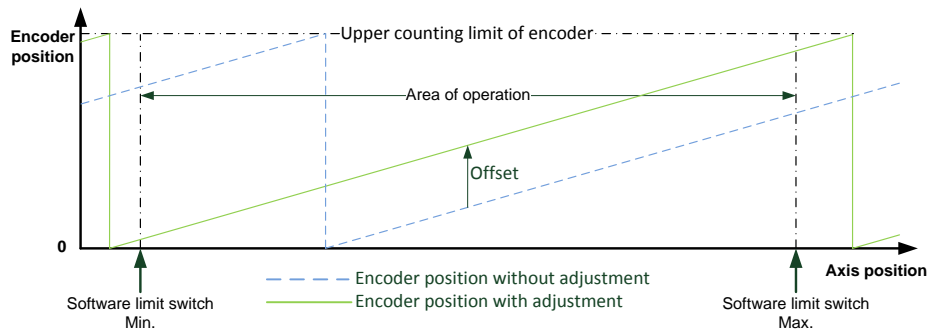 Encoder
position
Upper counting limit of encoder
Area of operation
Offset
0
Encoder position without adjustment
Encoder position with adjustment
Axis position
Software limit switch
Min.
Software limit switch
Max.